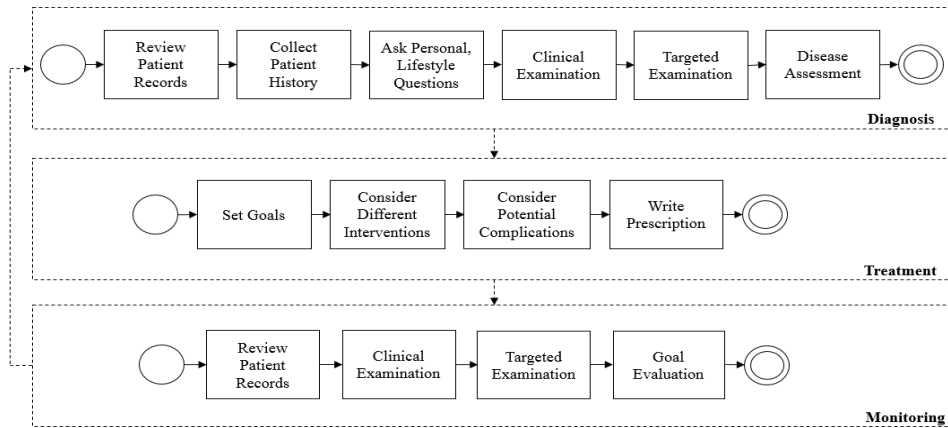 Review
Patient
Records
Collect
Patient
History
Ask Personal,
Lifestyle
Questions
Clinical
Examination
Targeted
Examination
Disease
Assessment
Diagnosis
Set Goals
Consider
Different
Interventions
Consider
Potential
Complications
Write
Prescription
Treatment
Review
Patient
Records
Clinical
Examination
Targeted
Examination
Goal
Evaluation
Monitoring